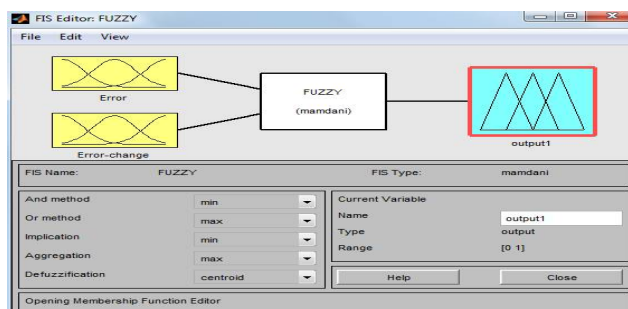 FIS Editor: FUZZY
File Edit View
Error
Error-change
FUZZY
(mamdani)
output1
FIS Name: FUZZY FIS Type: mamdani
And method min
Or method max
Implication min
Aggregation max
Defuzzification centroid
Current Variable
Name output1
Type output
Range [0 1]
Help Close
Opening Membership Function Editor